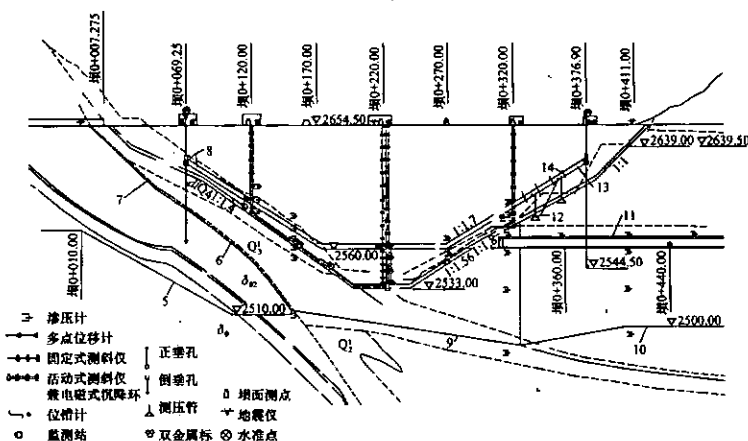 坝0+007.275
坝0+069.25
坝0+120.00
坝0+170.00
坝0+220.00
坝0+270.00
坝0+320.00
坝0+376.90
坝0+411.00
2654.50
2639.00
2639.50
8
14
1:1
13
7
1:1.7
12
11
6
2560.00
坝0+010.00
2533.00
坝0+360.00
2544.50
坝0+440.00
5
2510.00
2500.00
9
10
渗压计
多点位移计
固定式测斜仪
活动式测斜仪
兼电磁式沉降环
位错计
监测站
正垂孔
倒垂孔
测压管
双金属标
坝面测点
地震仪
水准点